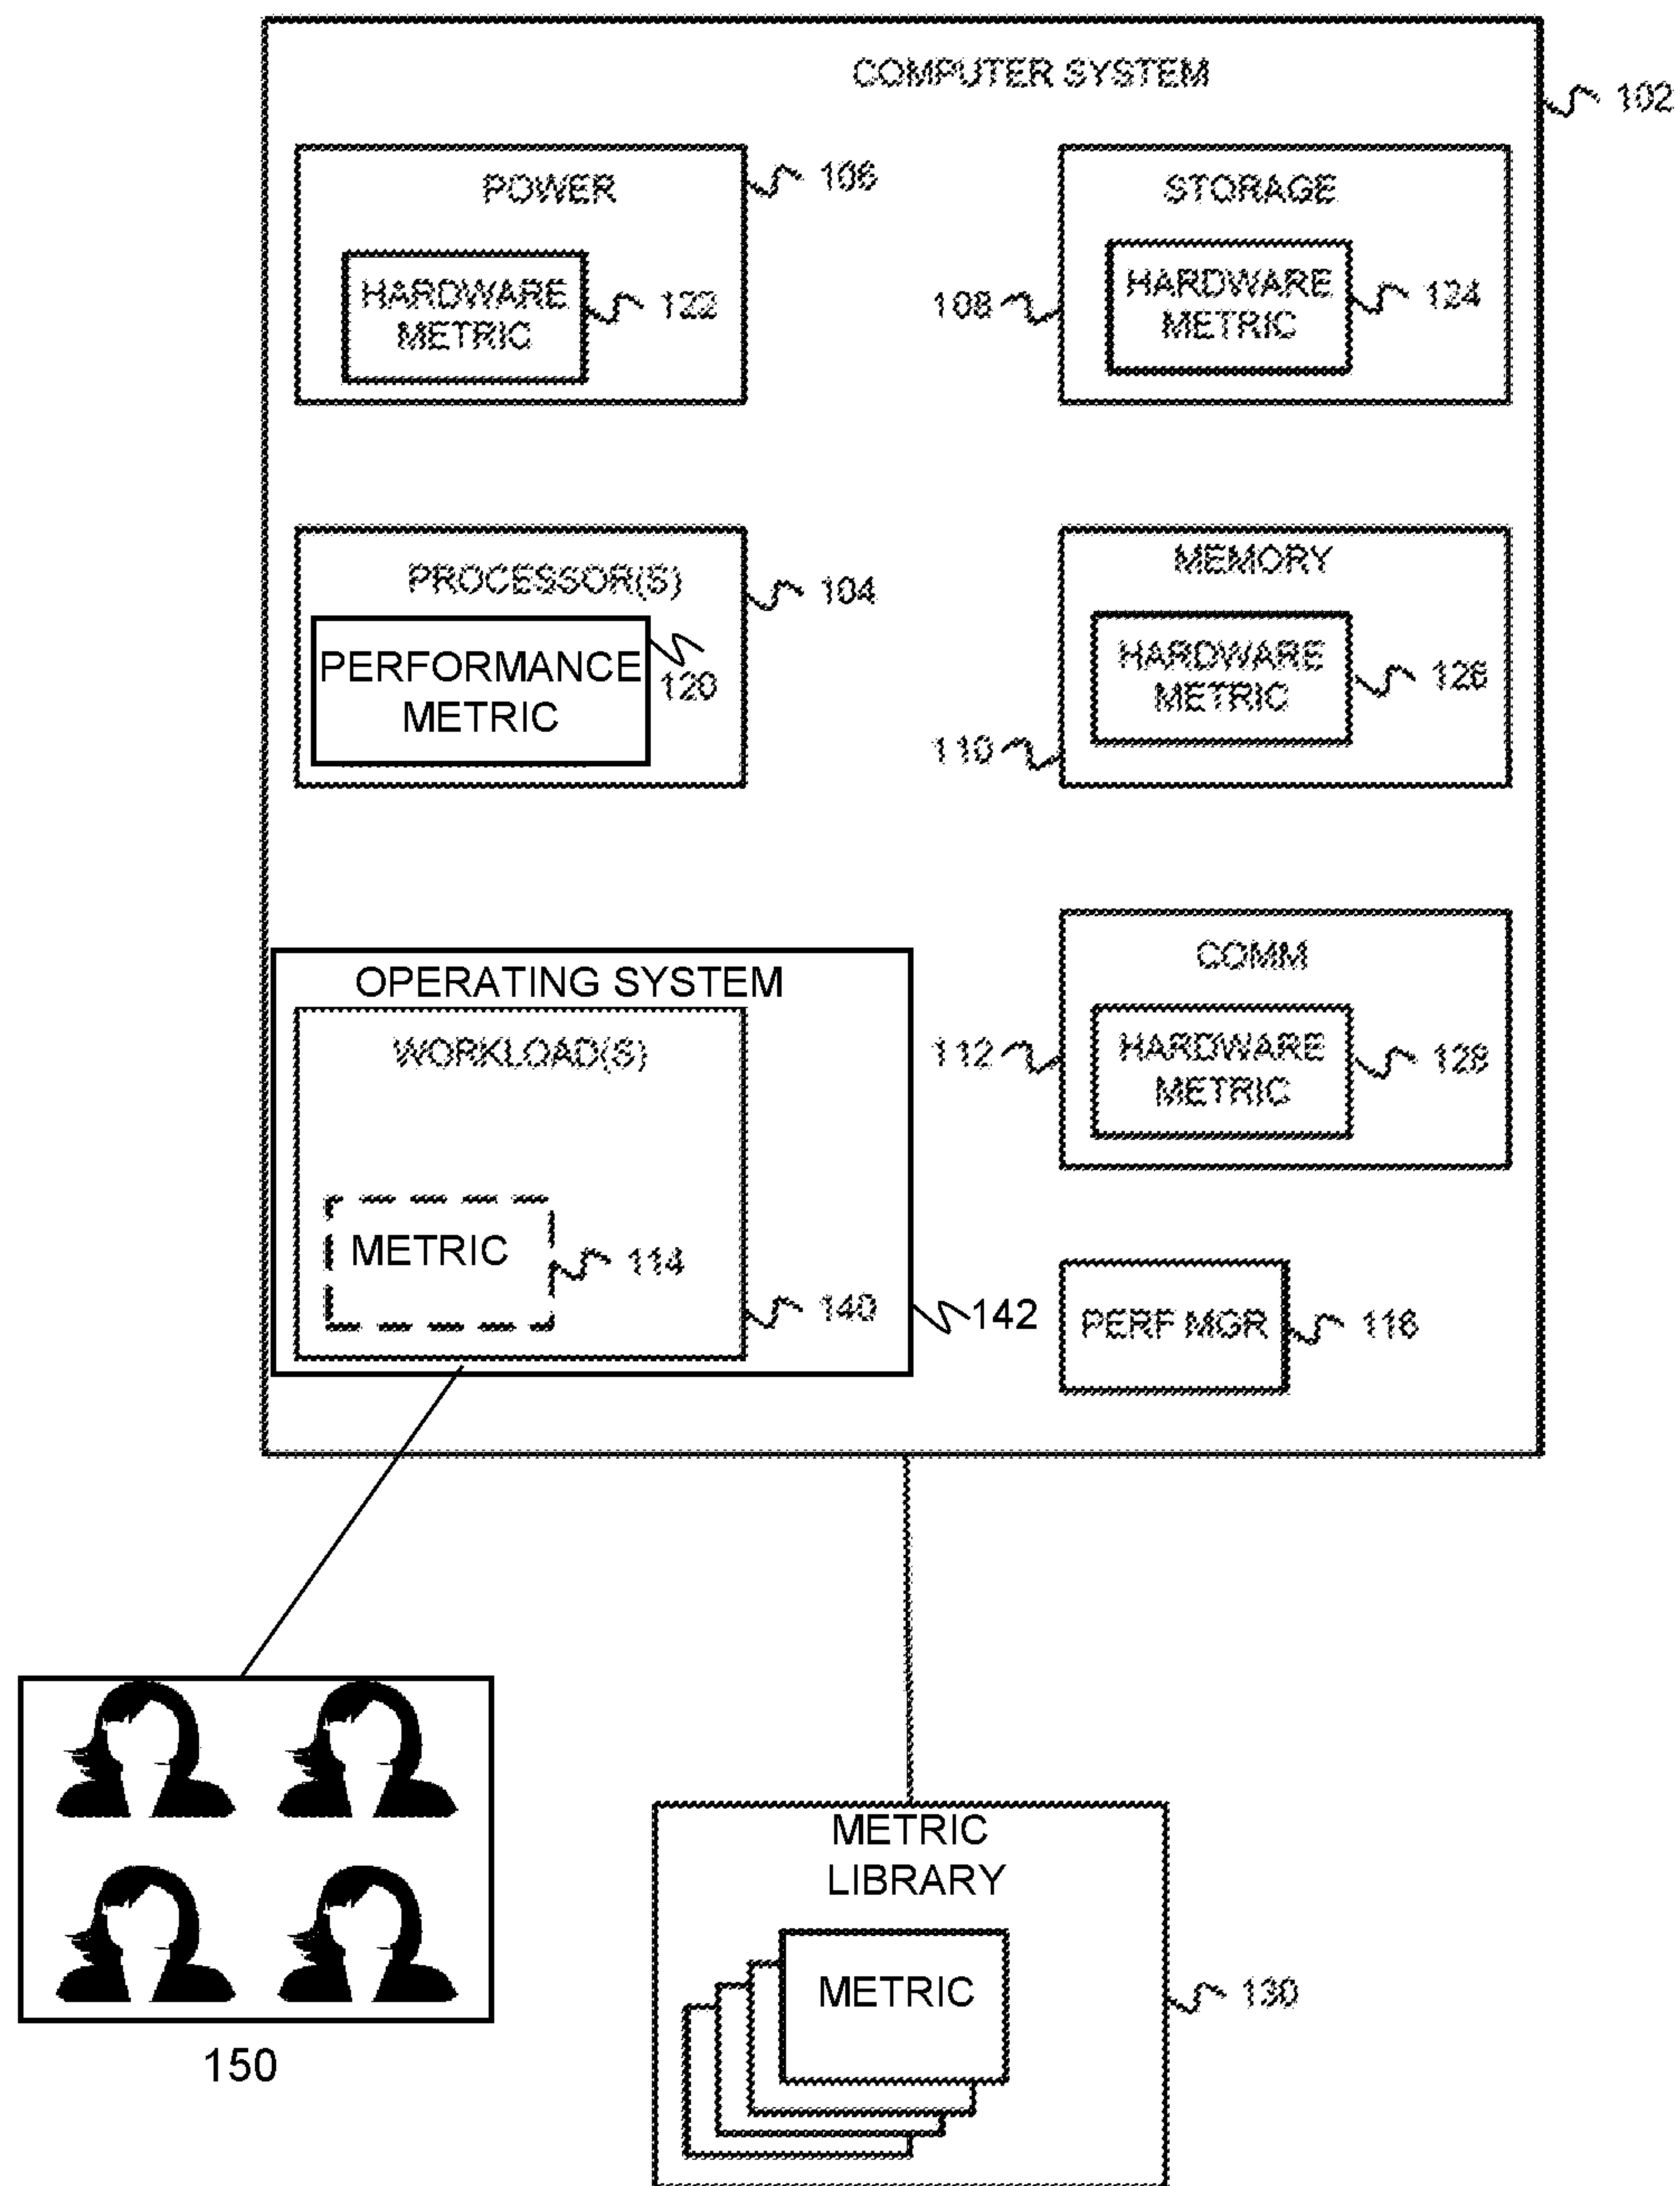 COMPUTER SYSTEM
102
POWER
106
HARDWARE
METRIC
122
STORAGE
108
HARDWARE
METRIC
124
PROCESSOR(S)
104
PERFORMANCE
METRIC
120
MEMORY
HARDWARE
METRIC
126
110
OPERATING SYSTEM
WORKLOAD(S)
METRIC
114
140
142
COMM
112
HARDWARE
METRIC
128
PERF MGR
116
150
METRIC
LIBRARY
METRIC
130